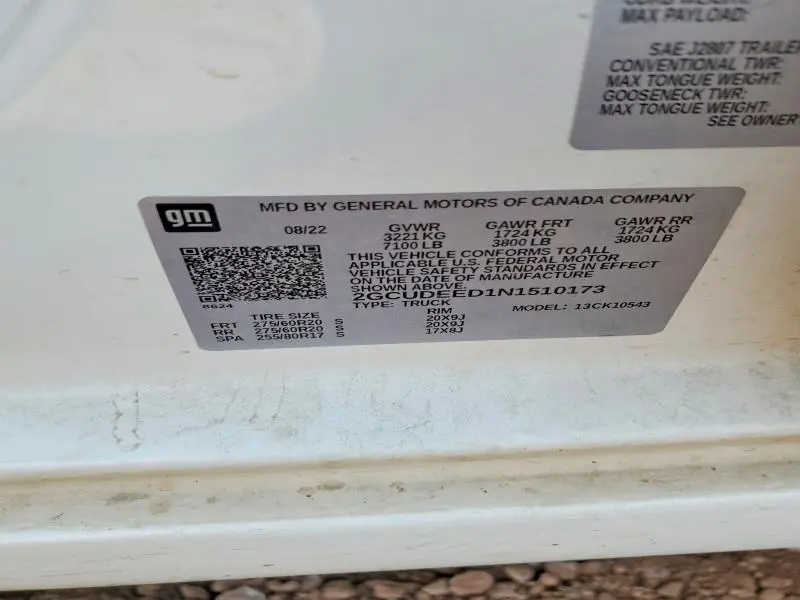 CURB WEIGHT:
MAX PAYLOAD:
SAE J2807 TRAILER
CONVENTIONAL TWR:
MAX TONGUE WEIGHT:
GOOSENECK TWR:
MAX TONGUE WEIGHT:
SEE OWNER
gm
MFD BY GENERAL MOTORS OF CANADA COMPANY
08/22 GVWR GAWR FRT GAWR RR
3221 KG 1724 KG 1724 KG
7100 LB 3800 LB 3800 LB
THIS VEHICLE CONFORMS TO ALL
APPLICABLE U.S. FEDERAL MOTOR
VEHICLE SAFETY STANDARDS IN EFFECT
ON THE DATE OF MANUFACTURE
SHOWN ABOVE.
2GCUDEED1N1510173
8624 TYPE: TRUCK MODEL: 13CK10543
TIRE SIZE RIM
FRT 275/60R20 S 20X9J
RR 275/60R20 S 20X9J
SPA 255/80R17 S 17X8J